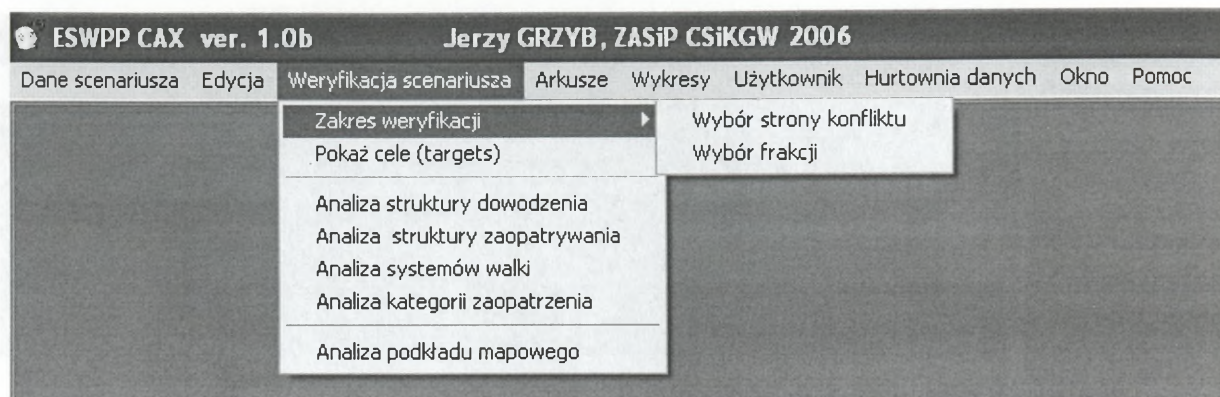 ESWPP CAX ver. 1.0b Jerzy GRZYB, ZASiP CSiKGW 2006
Dane scenariusza Edycja Weryfikacja scenariusza Arkusze Wykresy Użytkownik Hurtownia danych Okno Pomoc
Zakres weryfikacji
Wybór strony konfliktu
Pokaż cele (targets)
Wybór frakcji
Analiza struktury dowodzenia
Analiza struktury zaopatrywania
Analiza systemów walki
Analiza kategorii zaopatrzenia
Analiza podkładu mapowego